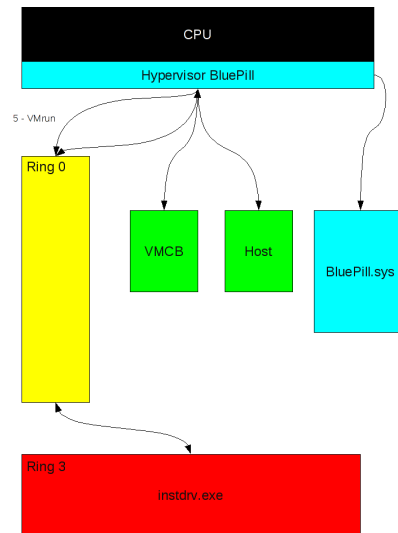 CPU
Hypervisor BluePill
5 - VMrun
Ring 0
VMCB
Host
BluePill.sys
Ring 3
instdrv.exe